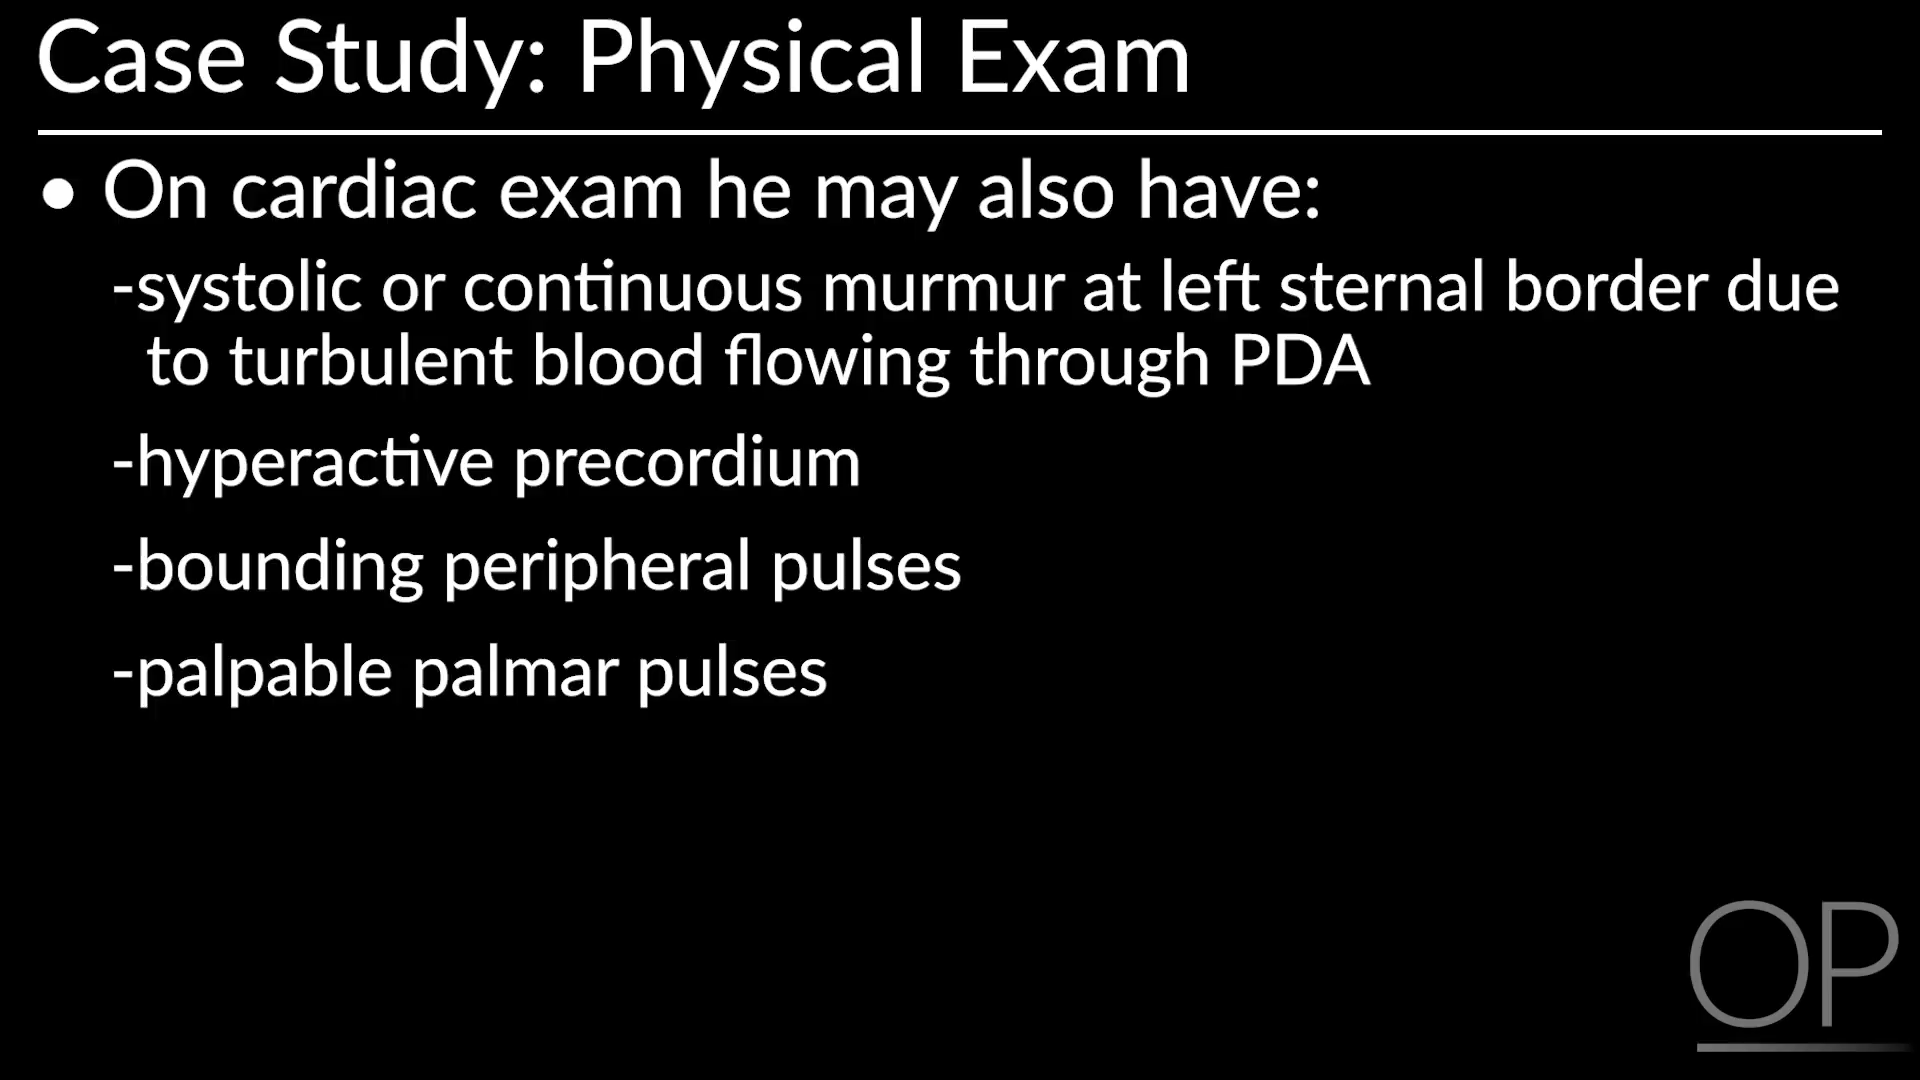 Case Study: Physical Exam
• On cardiac exam he may also have:
-systolic or continuous murmur at left sternal border due
to turbulent blood flowing through PDA
-hyperactive precordium
-bounding peripheral pulses
-palpable palmar pulses
OP